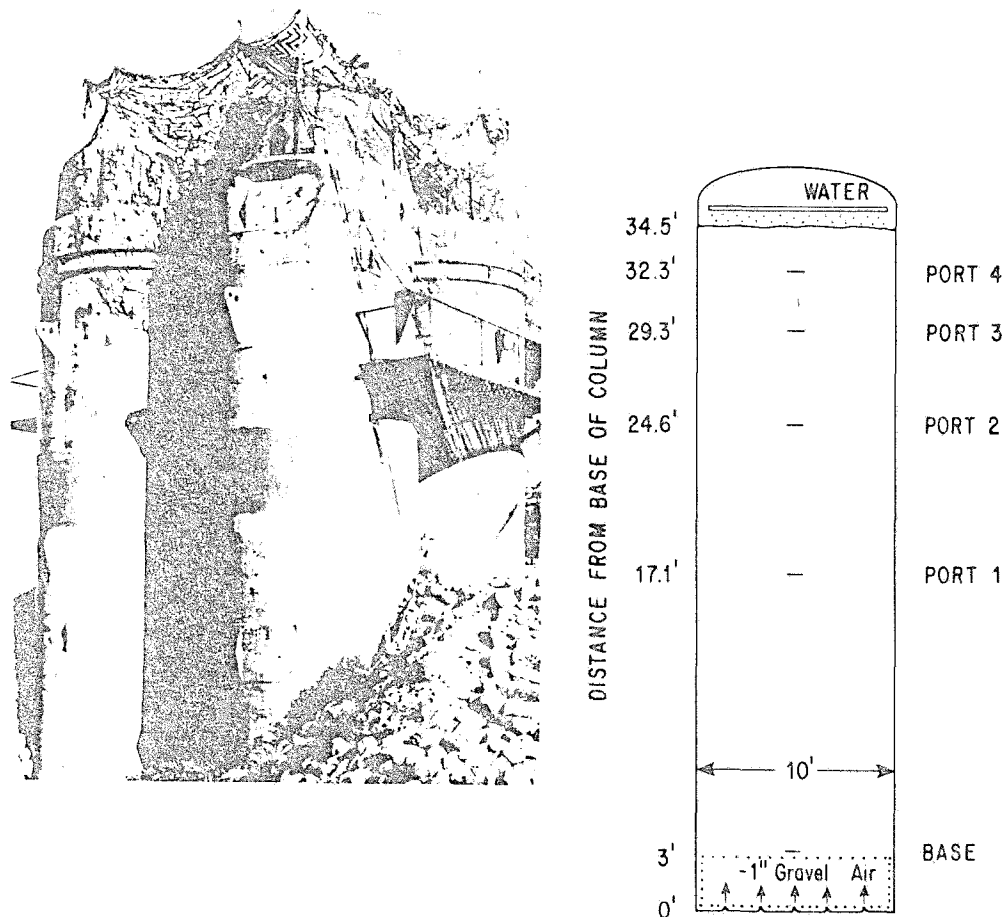 WATER
34.5'
32.3'
PORT 4
29.3'
PORT 3
24.6'
PORT 2
17.1'
PORT 1
DISTANCE FROM BASE OF COLUMN
10'
3'
BASE
-1" Gravel Air
0'